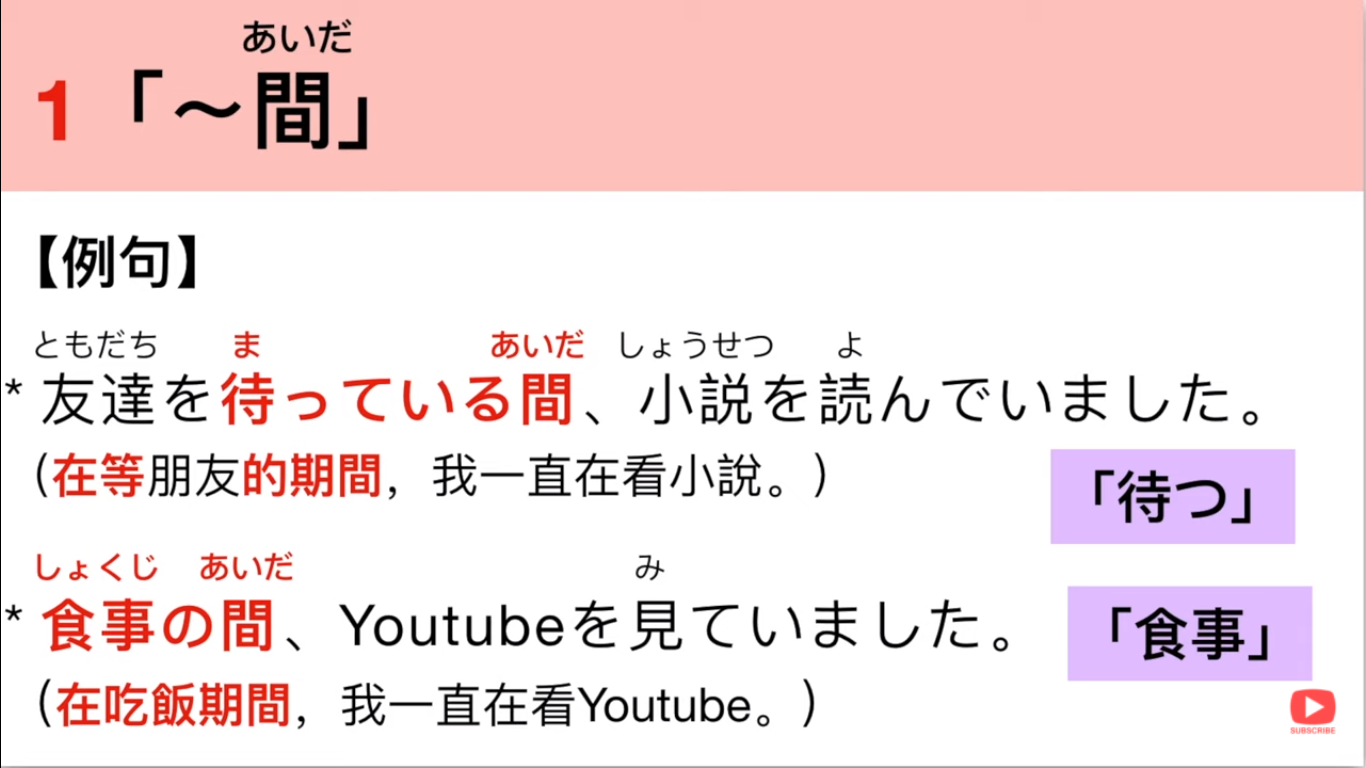 あいだ
1「〜間」
【例句】
ともだち ま あいだ しょうせつ よ
* 友達を待っている間、小説を読んでいました。
（在等朋友的期間，我一直在看小說。）
「待つ」
しょくじ あいだ み
* 食事の間、Youtubeを見ていました。
「食事」
（在吃飯期間，我一直在看Youtube。）
SUBSCRIBE